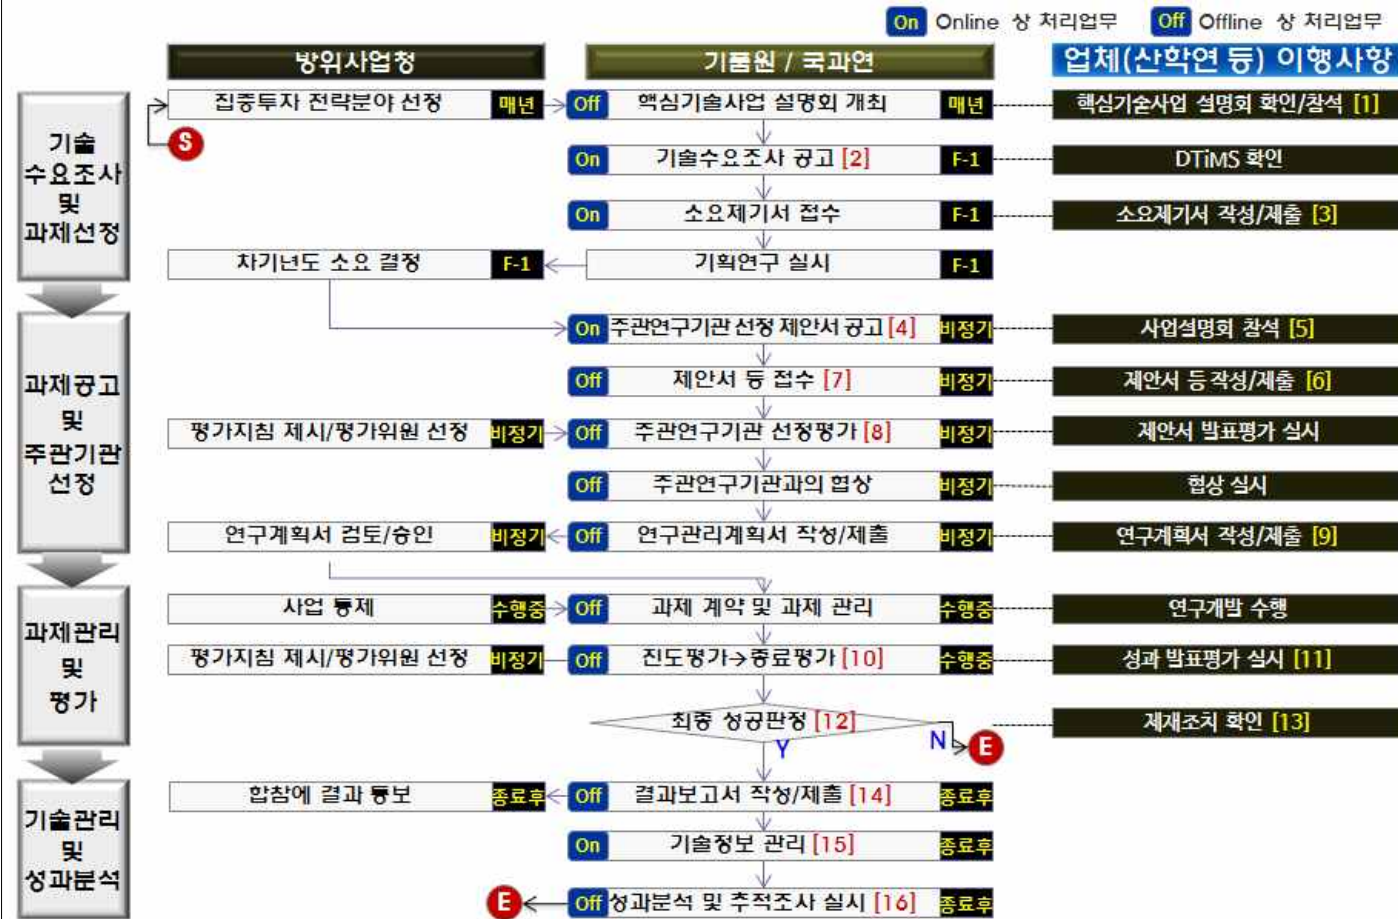 On Online 상 처리업무 Off Offline 상 처리업무
방위사업청 기품원 / 국과연 업체(산학연 등) 이행사항
기술
수요조사
및
과제선정
집중투자 전략분야 선정 매년 Off 핵심기술사업 설명회 개최 매년 핵심기술사업 설명회 확인/참석 [1]
S
On 기술수요조사 공고 [2] F-1 DTiMS 확인
On 소요제기서 접수 F-1 소요제기서 작성/제출 [3]
차기년도 소요 결정 F-1 기획연구 실시 F-1
과제공고
및
주관기관
선정
On 주관연구기관 선정 제안서 공고 [4] 비정기 사업설명회 참석 [5]
Off 제안서 등 접수 [7] 비정기 제안서 등 작성/제출 [6]
평가지침 제시/평가위원 선정 비정기 Off 주관연구기관 선정평가 [8] 비정기 제안서 발표평가 실시
Off 주관연구기관과의 협상 비정기 협상 실시
연구계획서 검토/승인 비정기 Off 연구관리계획서 작성/제출 비정기 연구계획서 작성/제출 [9]
과제관리
및
평가
사업 통제 수행중 Off 과제 계약 및 과제 관리 수행중 연구개발 수행
평가지침 제시/평가위원 선정 비정기 Off 진도평가→종료평가 [10] 수행중 성과 발표평가 실시 [11]
최종 성공판정 [12] 제재조치 확인 [13]
Y N E
기술관리
및
성과분석
합참에 결과 통보 종료후 Off 결과보고서 작성/제출 [14] 종료후
On 기술정보 관리 [15] 종료후
E Off 성과분석 및 추적조사 실시 [16] 종료후